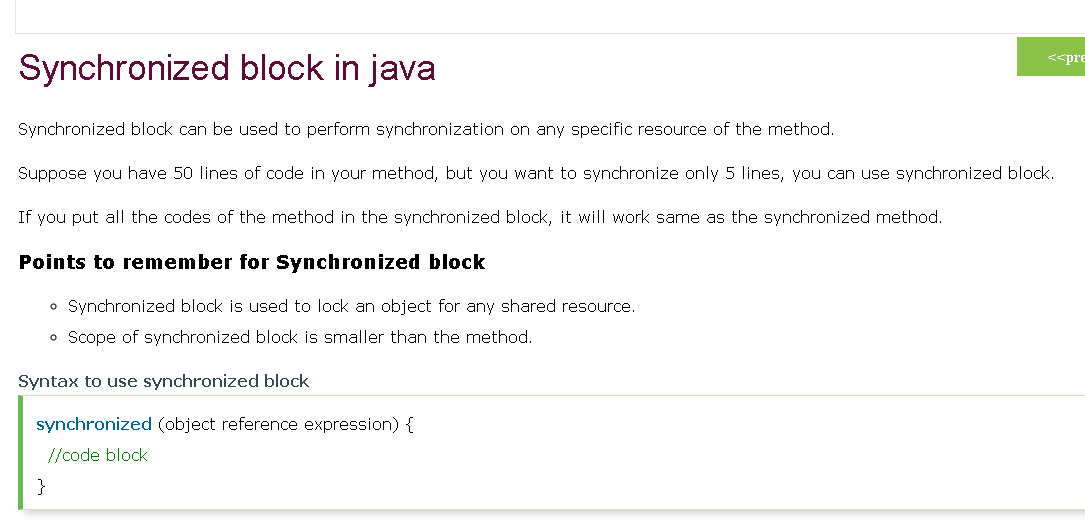 Synchronized block in java
<<pre
Synchronized block can be used to perform synchronization on any specific resource of the method.
Suppose you have 50 lines of code in your method, but you want to synchronize only 5 lines, you can use synchronized block.
If you put all the codes of the method in the synchronized block, it will work same as the synchronized method.
Points to remember for Synchronized block
Synchronized block is used to lock an object for any shared resource.
Scope of synchronized block is smaller than the method.
Syntax to use synchronized block
synchronized (object reference expression) {
//code block
}